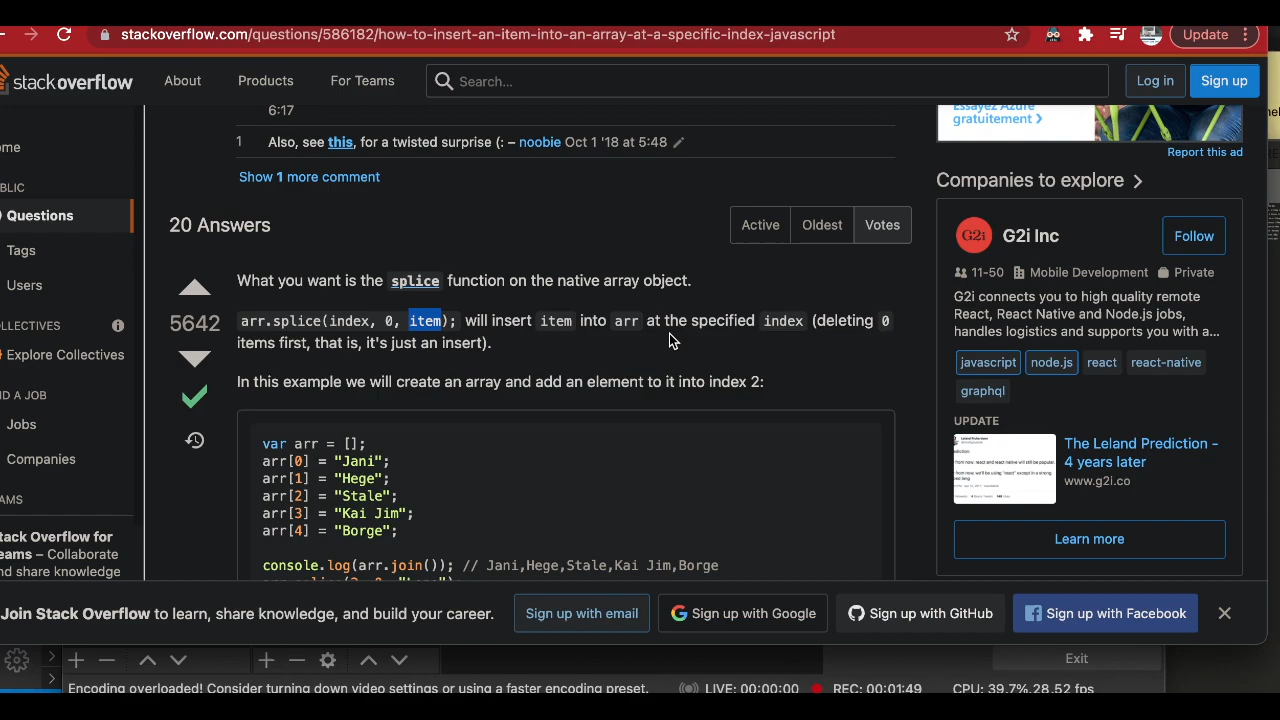 stackoverflow.com/questions/586182/how-to-insert-an-item-into-an-array-at-a-specific-index-javascript
Update
stackoverflow
About
Products
For Teams
Search...
Log in
Sign up
ome
BLIC
Questions
Tags
Users
LLECTIVES
Explore Collectives
ND A JOB
Jobs
Companies
AMS
ack Overflow for
eams – Collaborate
nd share knowledge
6:17
1 Also, see this, for a twisted surprise (: – noobie Oct 1 '18 at 5:48
Show 1 more comment
20 Answers
Active
Oldest
Votes
5642
What you want is the splice function on the native array object.
arr.splice(index, 0, item); will insert item into arr at the specified index (deleting 0
items first, that is, it's just an insert).
In this example we will create an array and add an element to it into index 2:
var arr = [];
arr[0] = "Jani";
arr[1] = "Hege";
arr[2] = "Stale";
arr[3] = "Kai Jim";
arr[4] = "Borge";
console.log(arr.join()); // Jani,Hege,Stale,Kai Jim,Borge
Essayez Azure
gratuitement >
Report this ad
Companies to explore
G2i
G2i Inc
Follow
11-50 Mobile Development Private
G2i connects you to high quality remote
React, React Native and Node.js jobs,
handles logistics and supports you with a...
javascript node.js react react-native
graphql
UPDATE
The Leland Prediction -
4 years later
www.g2i.co
Learn more
Join Stack Overflow to learn, share knowledge, and build your career.
Sign up with email
Sign up with Google
Sign up with GitHub
Sign up with Facebook
Exit
Encoding overloaded! Consider turning down video settings or using a faster encoding preset.
LIVE: 00:00:00
REC: 00:01:49
CPU: 39.7%,28.52 fps